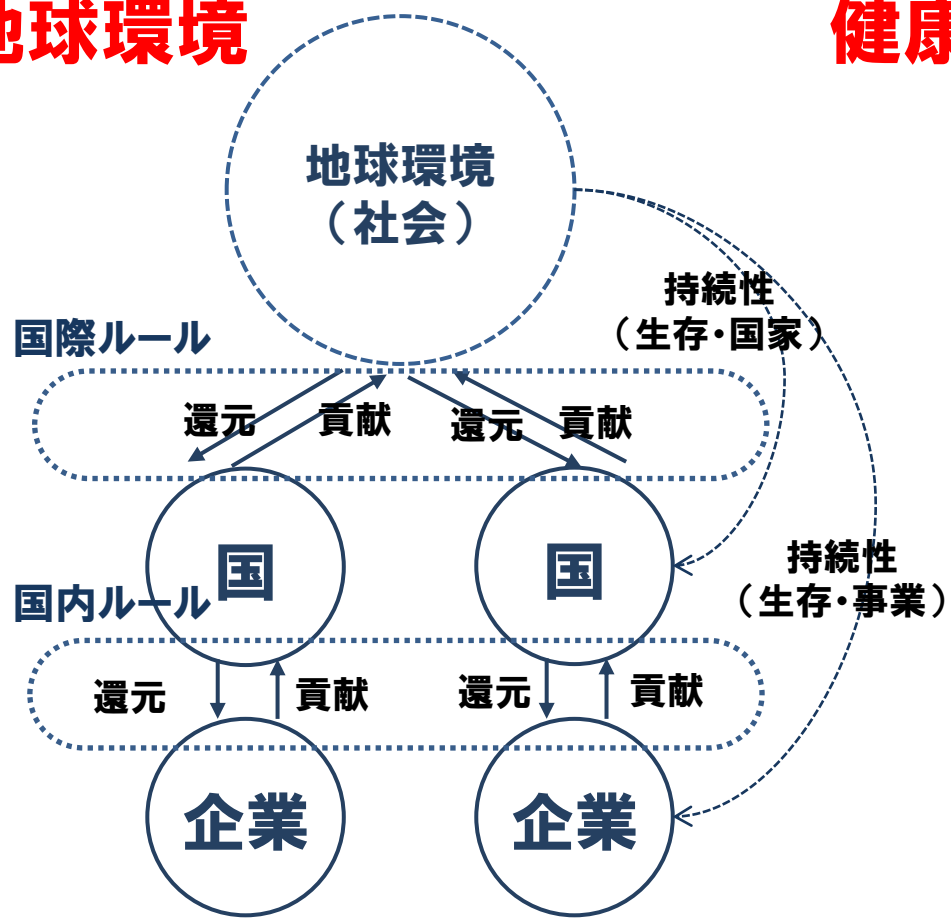 地球環境
健康
地球環境
（社会）
持続性
（生存・国家）
国際ルール
還元
貢献
還元
貢献
国
国
持続性
（生存・事業）
国内ルール
還元
貢献
還元
貢献
企業
企業